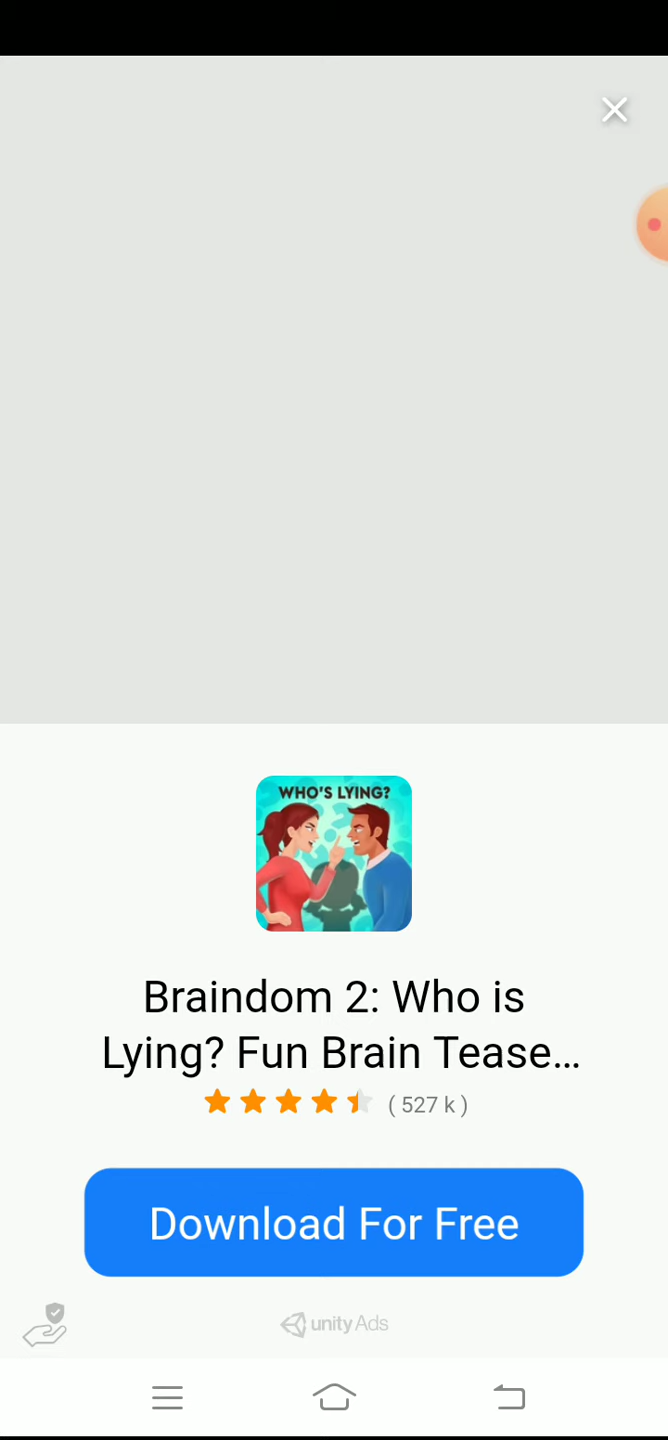 WHO'S LYING?
Braindom 2: Who is
Lying? Fun Brain Tease...
( 527 k )
Download For Free
unity Ads